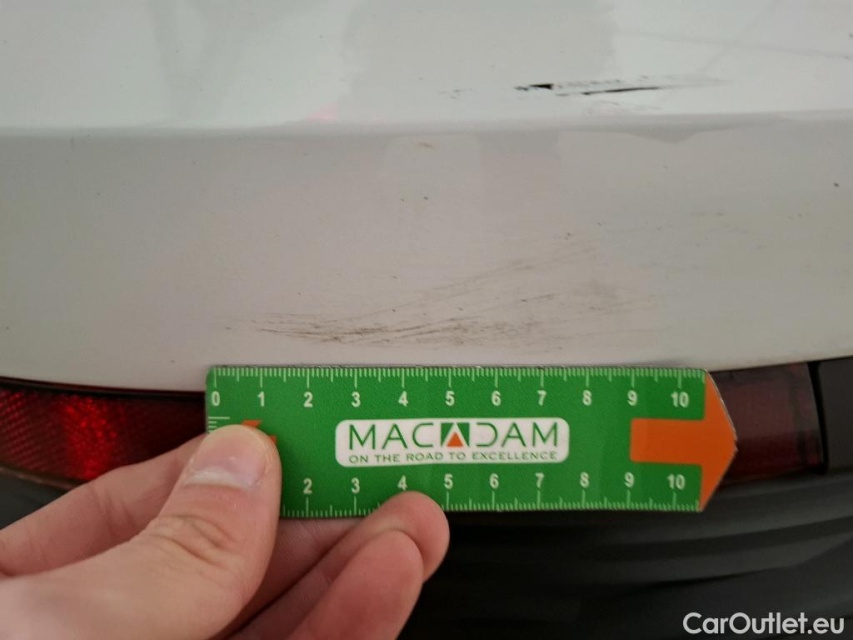 0 1 2 3 4 5 6 7 8 9 10
MACADAM
ON THE ROAD TO EXCELLENCE
2 3 4 5 6 7 8 9 10
CarOutlet.eu